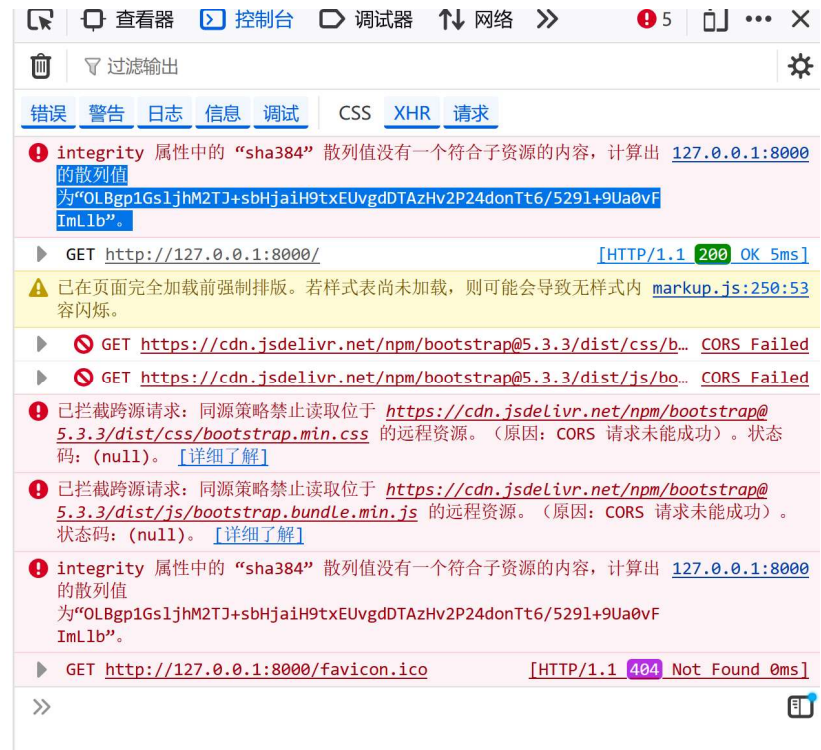 查看器 控制台 调试器 网络 5
过滤输出
错误 警告 日志 信息 调试 CSS XHR 请求
integrity 属性中的 “sha384” 散列值没有一个符合子资源的内容，计算出 127.0.0.1:8000
的散列值
为“OLBgp1GsljhM2TJ+sbHjaiH9txEUvgdDTAzHv2P24donTt6/529l+9Ua0vF
ImLlb”。
GET http://127.0.0.1:8000/ [HTTP/1.1 200 OK 5ms]
已在页面完全加载前强制排版。若样式表尚未加载，则可能会导致无样式内 markup.js:250:53
容闪烁。
GET https://cdn.jsdelivr.net/npm/bootstrap@5.3.3/dist/css/b… CORS Failed
GET https://cdn.jsdelivr.net/npm/bootstrap@5.3.3/dist/js/bo… CORS Failed
已拦截跨源请求：同源策略禁止读取位于 https://cdn.jsdelivr.net/npm/bootstrap@
5.3.3/dist/css/bootstrap.min.css 的远程资源。（原因：CORS 请求未能成功）。状态
码：(null)。 [详细了解]
已拦截跨源请求：同源策略禁止读取位于 https://cdn.jsdelivr.net/npm/bootstrap@
5.3.3/dist/js/bootstrap.bundle.min.js 的远程资源。（原因：CORS 请求未能成功）。
状态码：(null)。 [详细了解]
integrity 属性中的 “sha384” 散列值没有一个符合子资源的内容，计算出 127.0.0.1:8000
的散列值
为“OLBgp1GsljhM2TJ+sbHjaiH9txEUvgdDTAzHv2P24donTt6/529l+9Ua0vF
ImLlb”。
GET http://127.0.0.1:8000/favicon.ico [HTTP/1.1 404 Not Found 0ms]